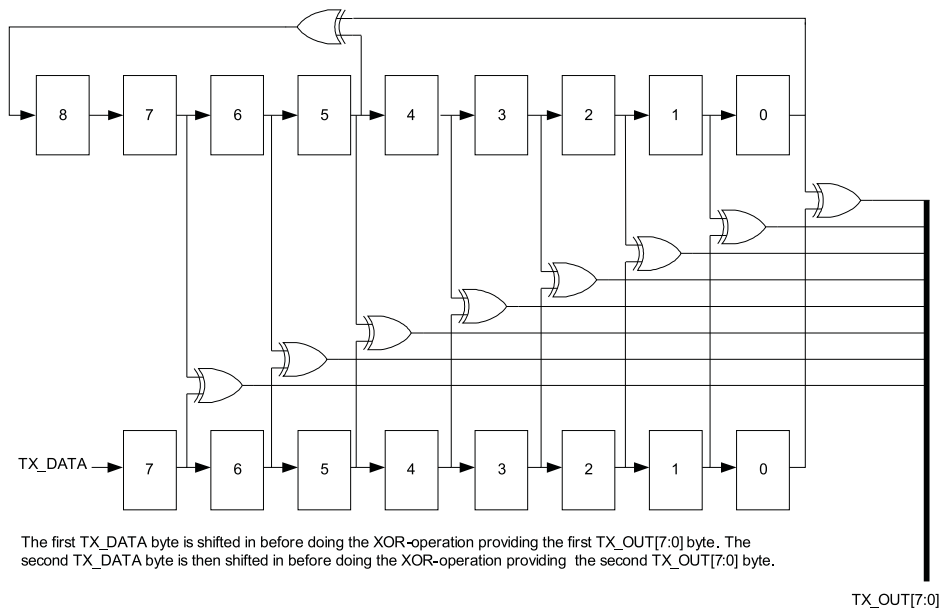 8 7 6 5 4 3 2 1 0
TX_DATA 7 6 5 4 3 2 1 0
The first TX_DATA byte is shifted in before doing the XOR-operation providing the first TX_OUT[7:0] byte. The
second TX_DATA byte is then shifted in before doing the XOR-operation providing the second TX_OUT[7:0] byte.
TX_OUT[7:0]